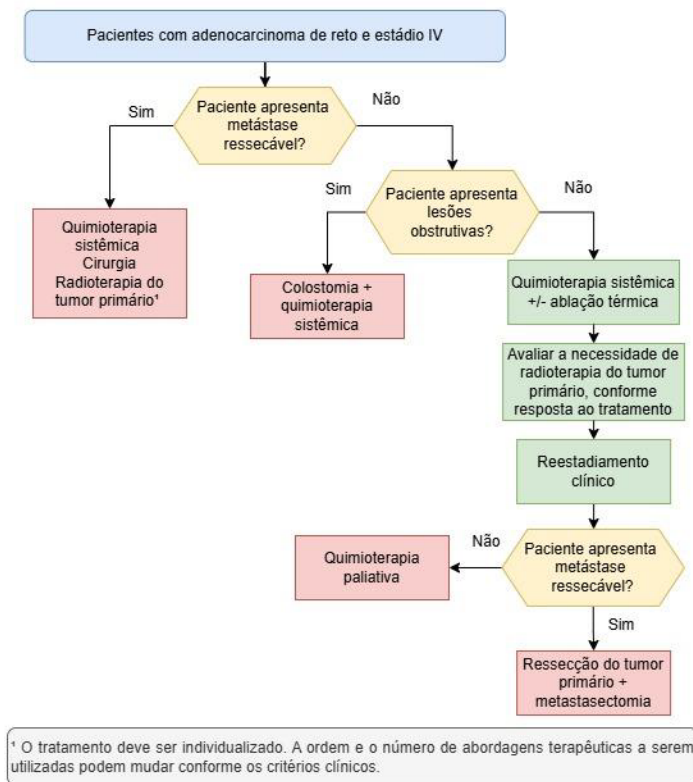 Pacientes com adenocarcinoma de reto e estádio IV
Sim
Paciente apresenta
metástase
ressecável?
Não
Quimioterapia
sistêmica
Cirurgia
Radioterapia do
tumor primário¹
Sim
Paciente apresenta
lesões
obstrutivas?
Não
Colostomia +
quimioterapia
sistêmica
Quimioterapia sistêmica
+/- ablação térmica
Avaliar a necessidade de
radioterapia do tumor
primário, conforme
resposta ao tratamento
Reestadiamento
clínico
Quimioterapia
paliativa
Não
Paciente apresenta
metástase
ressecável?
Sim
Ressecção do tumor
primário +
metastasectomia
¹ O tratamento deve ser individualizado. A ordem e o número de abordagens terapêuticas a serem
utilizadas podem mudar conforme os critérios clínicos.